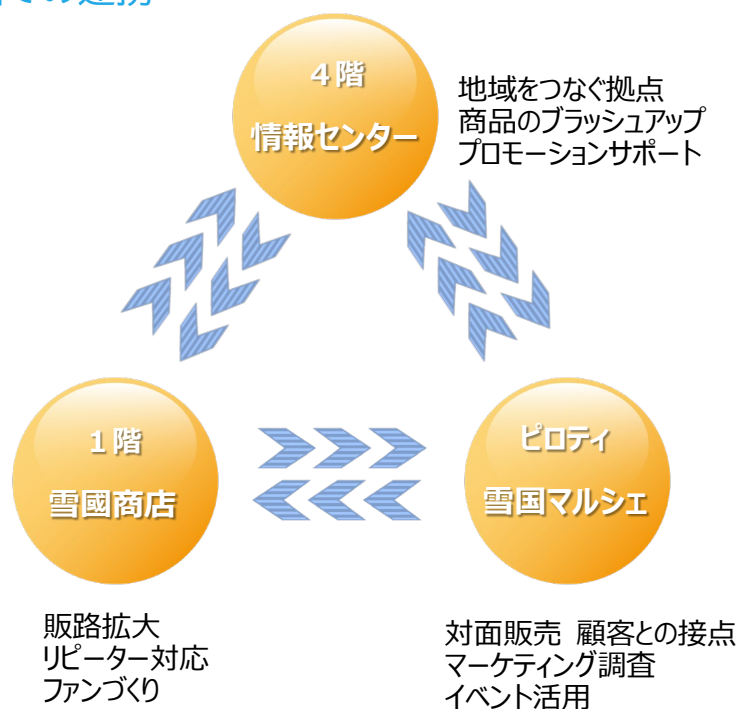 での連携
4階
情報センター
地域をつなぐ拠点
商品のブラッシュアップ
プロモーションサポート
1階
雪國商店
ピロティ
雪国マルシェ
販路拡大
リピーター対応
ファンづくり
対面販売 顧客との接点
マーケティング調査
イベント活用